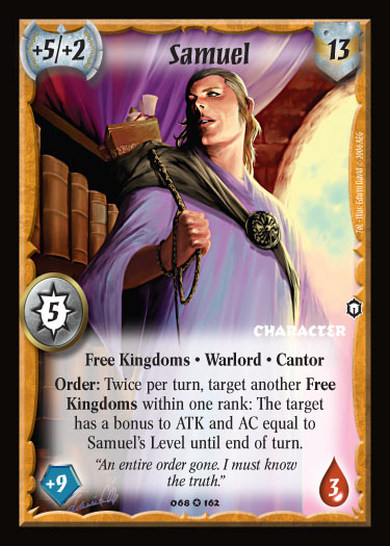 +5/+2
Samuel
13
5
CHARACTER
Free Kingdoms • Warlord • Cantor
Order: Twice per turn, target another Free
Kingdoms within one rank: The target
has a bonus to ATK and AC equal to
Samuel's Level until end of turn.
"An entire order gone. I must know
the truth."
+9
068 162
3